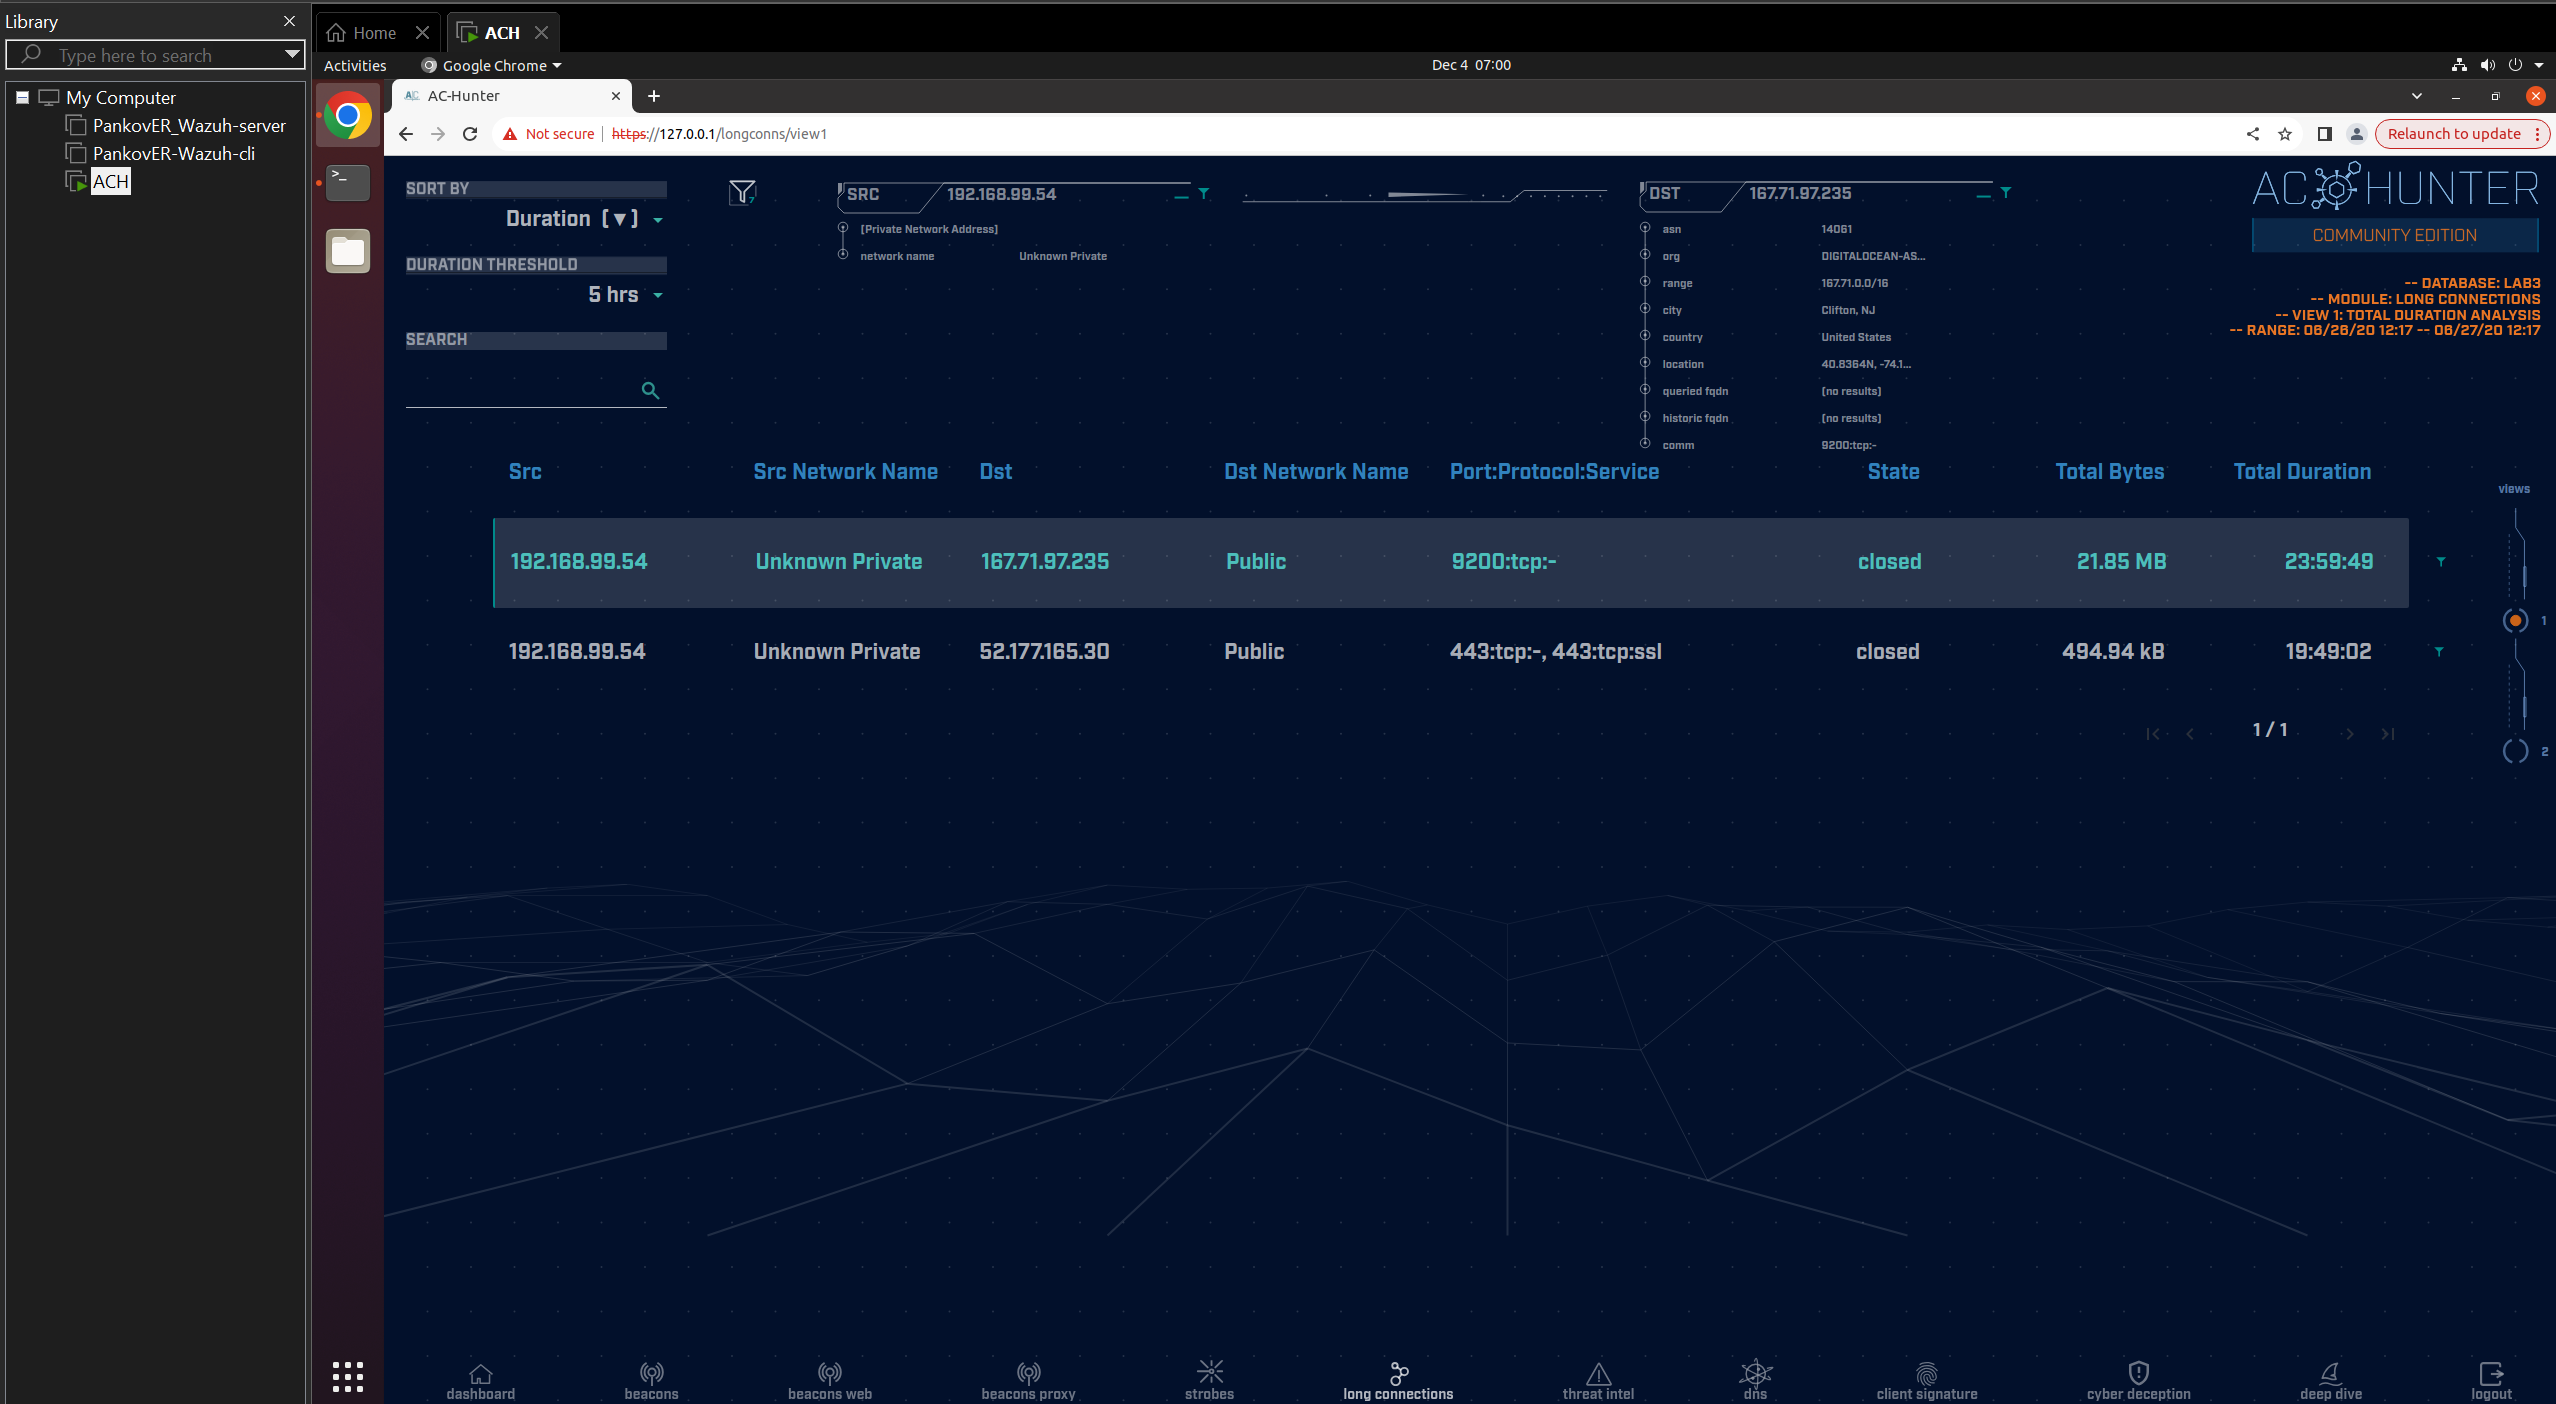 Library
Type here to search
My Computer
PankovER_Wazuh-server
PankovER-Wazuh-cli
ACH
Home
ACH
Activities
Google Chrome
Dec 4 07:00
AC-Hunter
Not secure
https://127.0.0.1/longconns/view1
Relaunch to update
SORT BY
Duration [▼]
DURATION THRESHOLD
5 hrs
SEARCH
7
SRC 192.168.99.54
[Private Network Address]
network name Unknown Private
DST 167.71.97.235
asn 14061
org DIGITALOCEAN-AS...
range 167.71.0.0/16
city Clifton, NJ
country United States
location 40.8364N, -74.1...
queried fqdn [no results]
historic fqdn [no results]
comm 9200:tcp:-
AC HUNTER
COMMUNITY EDITION
-- DATABASE: LAB3
-- MODULE: LONG CONNECTIONS
-- VIEW 1: TOTAL DURATION ANALYSIS
-- RANGE: 06/26/20 12:17 -- 06/27/20 12:17
Src Src Network Name Dst Dst Network Name Port:Protocol:Service State Total Bytes Total Duration
192.168.99.54 Unknown Private 167.71.97.235 Public 9200:tcp:- closed 21.85 MB 23:59:49
192.168.99.54 Unknown Private 52.177.165.30 Public 443:tcp:-, 443:tcp:ssl closed 494.94 kB 19:49:02
1 / 1
views
1
2
dashboard
beacons
beacons web
beacons proxy
strobes
long connections
threat intel
dns
client signature
cyber deception
deep dive
logout